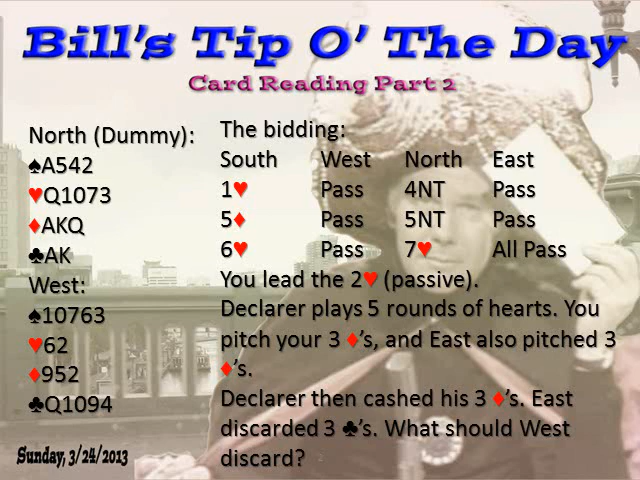 Bill's Tip O' The Day
Card Reading Part 2
North (Dummy):
♠A542
♥Q1073
♦AKQ
♣AK
West:
♠10763
♥62
♦952
♣Q1094
The bidding:
South West North East
1♥ Pass 4NT Pass
5♦ Pass 5NT Pass
6♥ Pass 7♥ All Pass
You lead the 2♥ (passive).
Declarer plays 5 rounds of hearts. You
pitch your 3 ♦'s, and East also pitched 3
♦'s.
Declarer then cashed his 3 ♦'s. East
discarded 3 ♣'s. What should West
discard?
Sunday, 3/24/2013
2